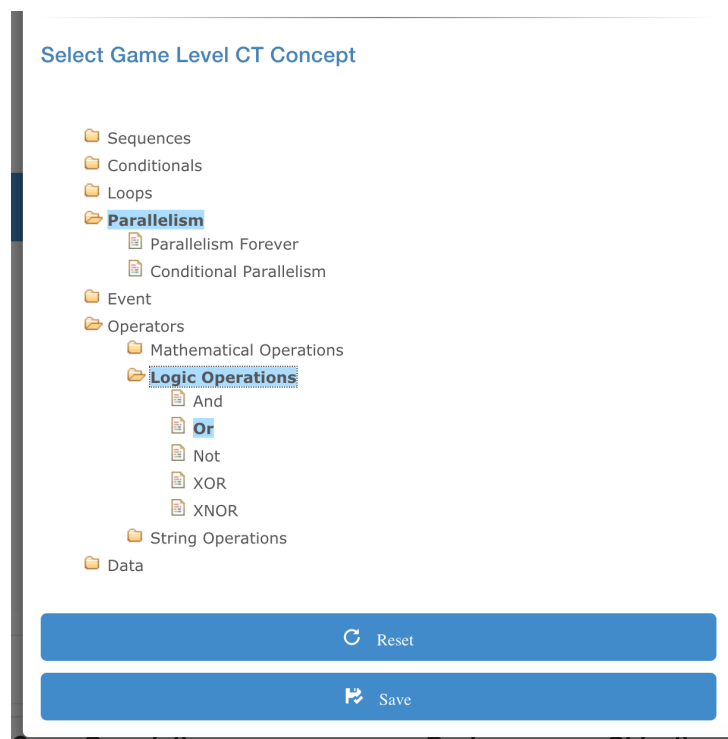 Select Game Level CT Concept
Sequences
Conditionals
Loops
Parallelism
Parallelism Forever
Conditional Parallelism
Event
Operators
Mathematical Operations
Logic Operations
And
Or
Not
XOR
XNOR
String Operations
Data
Reset
Save